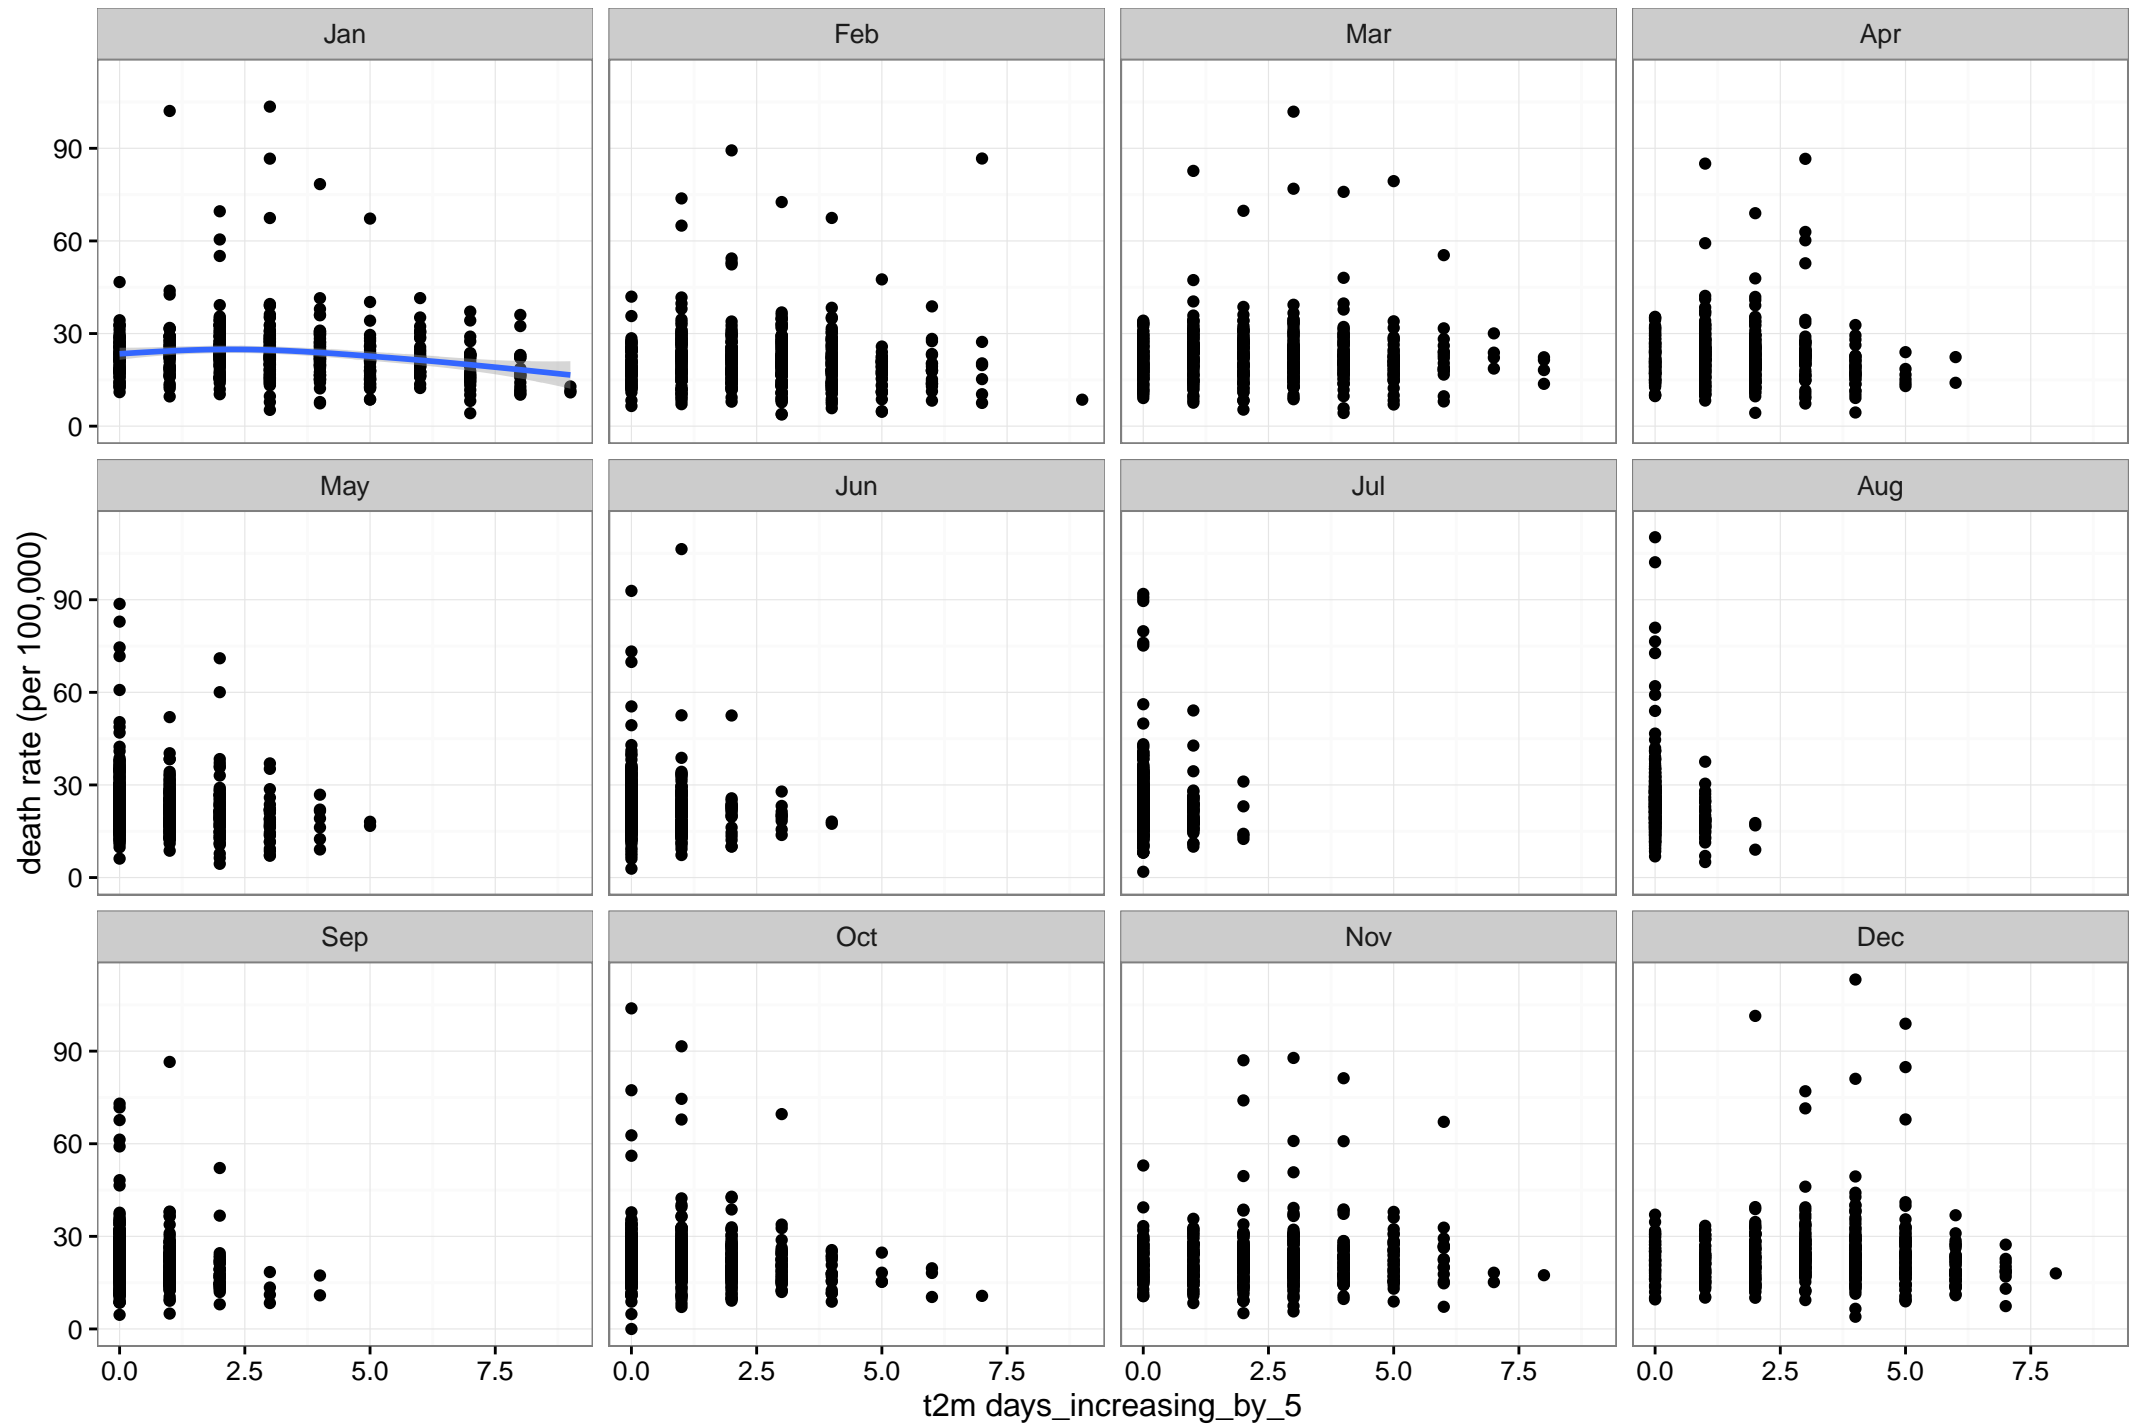 Jan Feb Mar Apr
90
60
30
0
May Jun Jul Aug
death rate (per 100,000)
90
60
30
0
Sep Oct Nov Dec
90
60
30
0
0.0 2.5 5.0 7.5 0.0 2.5 5.0 7.5 0.0 2.5 5.0 7.5 0.0 2.5 5.0 7.5
t2m days_increasing_by_5